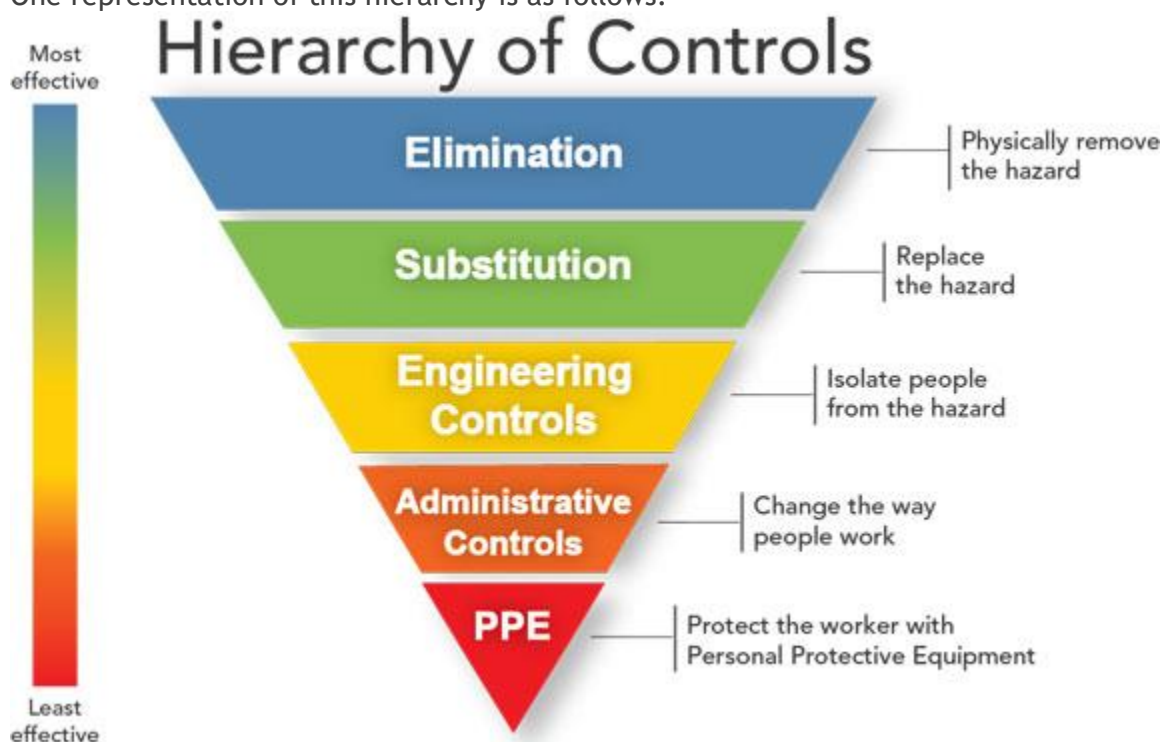 One representation of this hierarchy is as follows:
Hierarchy of Controls
Most
effective
Elimination
Physically remove
the hazard
Substitution
Replace
the hazard
Engineering
Controls
Isolate people
from the hazard
Administrative
Controls
Change the way
people work
PPE
Protect the worker with
Personal Protective Equipment
Least
effective